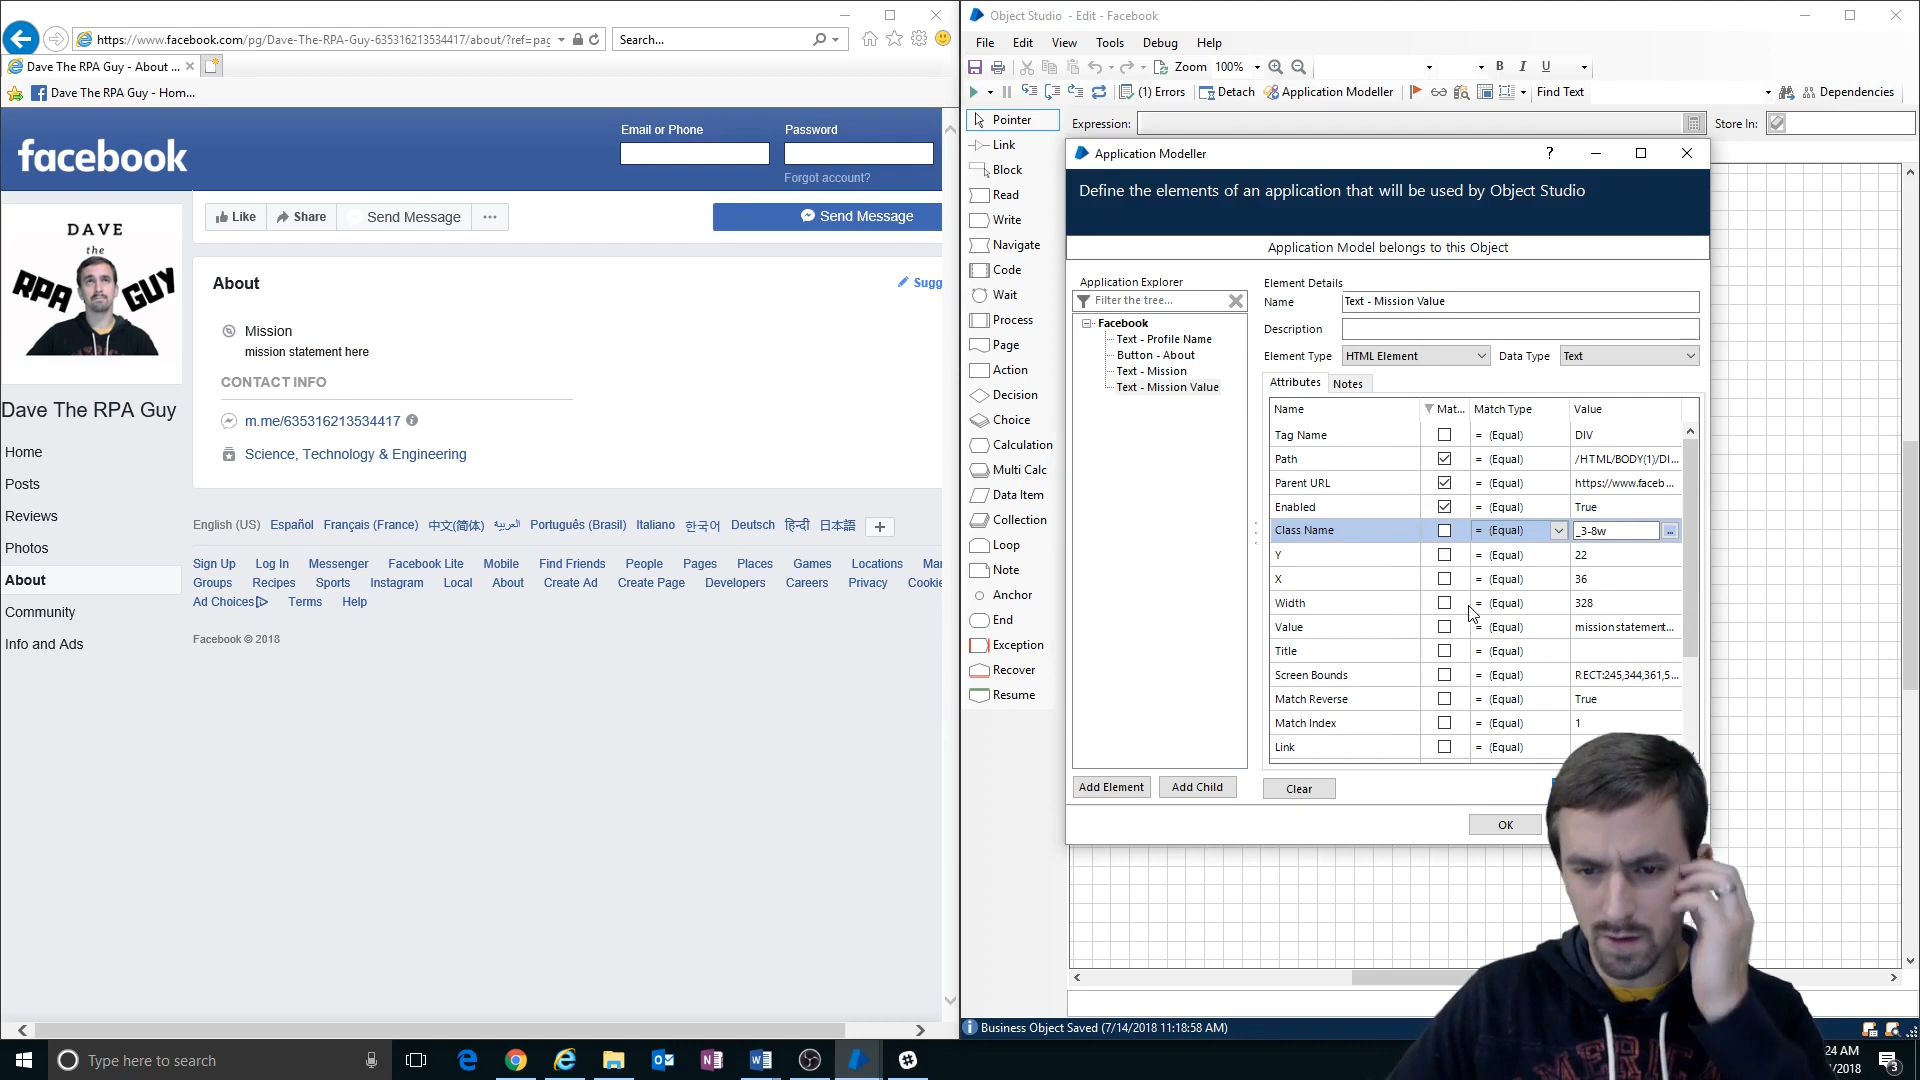 https://www.facebook.com/pg/Dave-The-RPA-Guy-635316213534417/about/?ref=pag
Search...
Dave The RPA Guy - About ...
Dave The RPA Guy - Hom...
facebook
Email or Phone
Password
Forgot account?
DAVE
the
RPA GUY
Like
Share
Send Message
Send Message
About
Sugg
Mission
mission statement here
CONTACT INFO
m.me/635316213534417
Science, Technology & Engineering
Dave The RPA Guy
Home
Posts
Reviews
Photos
About
Community
Info and Ads
English (US) Español Français (France) 中文(简体) العربية Português (Brasil) Italiano 한국어 Deutsch हिन्दी 日本語
Sign Up Log In Messenger Facebook Lite Mobile Find Friends People Pages Places Games Locations Mar
Groups Recipes Sports Instagram Local About Create Ad Create Page Developers Careers Privacy Cookie
Ad Choices Terms Help
Facebook © 2018
Object Studio - Edit - Facebook
File Edit View Tools Debug Help
Zoom 100% B I U
(1) Errors Detach Application Modeller Find Text Dependencies
Expression: Store In:
Pointer
Link
Block
Read
Write
Navigate
Code
Wait
Process
Page
Action
Decision
Choice
Calculation
Multi Calc
Data Item
Collection
Loop
Note
Anchor
End
Exception
Recover
Resume
Application Modeller
?
Define the elements of an application that will be used by Object Studio
Application Model belongs to this Object
Application Explorer
Filter the tree...
Facebook
Text - Profile Name
Button - About
Text - Mission
Text - Mission Value
Add Element
Add Child
Element Details
Name Text - Mission Value
Description
Element Type HTML Element Data Type Text
Attributes Notes
Name Mat... Match Type Value
Tag Name = (Equal) DIV
Path = (Equal) /HTML/BODY(1)/DI...
Parent URL = (Equal) https://www.faceb...
Enabled = (Equal) True
Class Name = (Equal) _3-8w ...
Y = (Equal) 22
X = (Equal) 36
Width = (Equal) 328
Value = (Equal) mission statement...
Title = (Equal)
Screen Bounds = (Equal) RECT:245,344,361,5...
Match Reverse = (Equal) True
Match Index = (Equal) 1
Link = (Equal)
Clear
OK
Business Object Saved (7/14/2018 11:18:58 AM)
Type here to search
24 AM
/2018
3